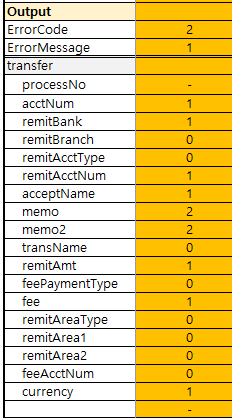 Output
ErrorCode 2
ErrorMessage 1
transfer
processNo -
acctNum 1
remitBank 1
remitBranch 0
remitAcctType 0
remitAcctNum 1
acceptName 1
memo 2
memo2 2
transName 0
remitAmt 1
feePaymentType 0
fee 1
remitAreaType 0
remitArea1 0
remitArea2 0
feeAcctNum 0
currency 1
-